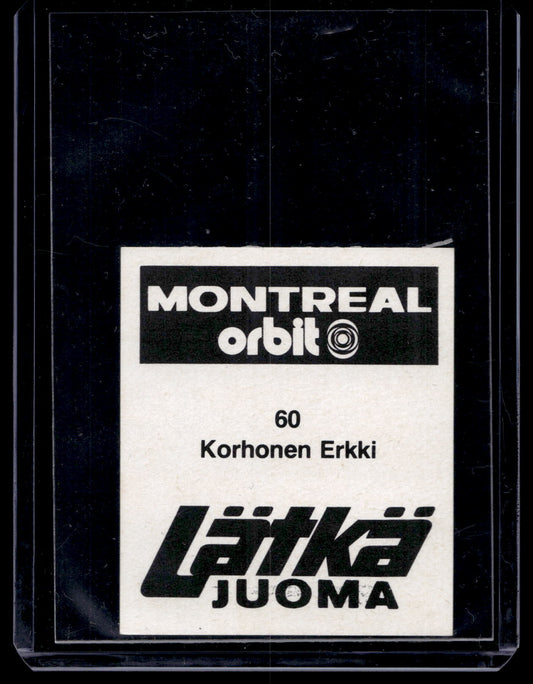 MONTREAL
orbit
60
Korhonen Erkki
Lätkä
JUOMA